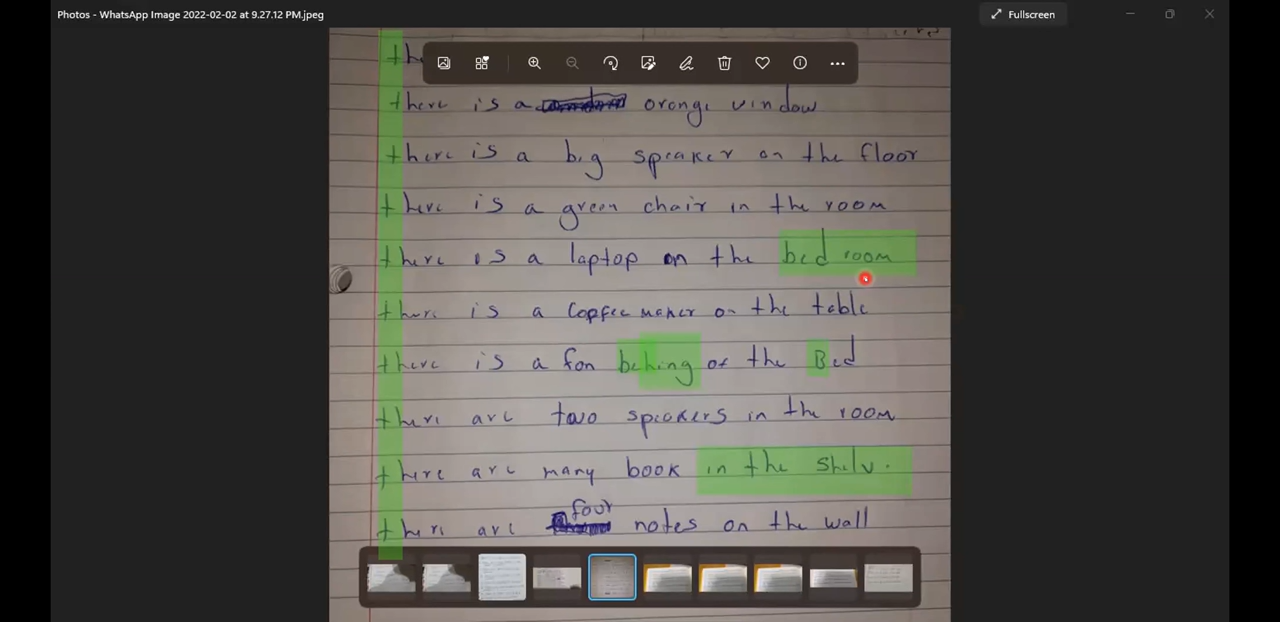 Photos - WhatsApp Image 2022-02-02 at 9.27.12 PM.jpeg
Fullscreen
the
there is a orange vindow
there is a big speaker on the floor
there is a green chair in the room
there is a laptop on the bed room
there is a Copfee maker on the table
there is a fon behing of the Bed
there are two speakers in the room
there are many book in the shelv.
there are four notes on the wall